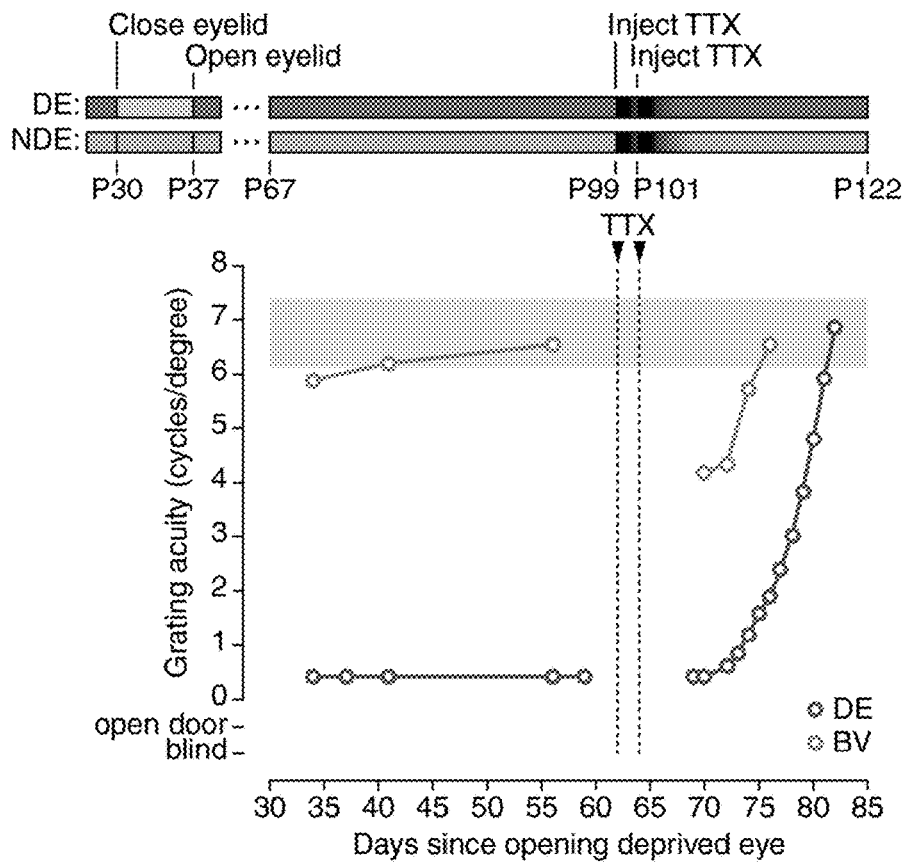 Close eyelid
Inject TTX
Open eyelid
Inject TTX
DE:
...
NDE:
...
P30 P37 P67 P99 P101 P122
TTX
8
7
6
5
4
3
2
1
0
Grating acuity (cycles/degree)
open door
blind
DE
BV
30 35 40 45 50 55 60 65 70 75 80 85
Days since opening deprived eye